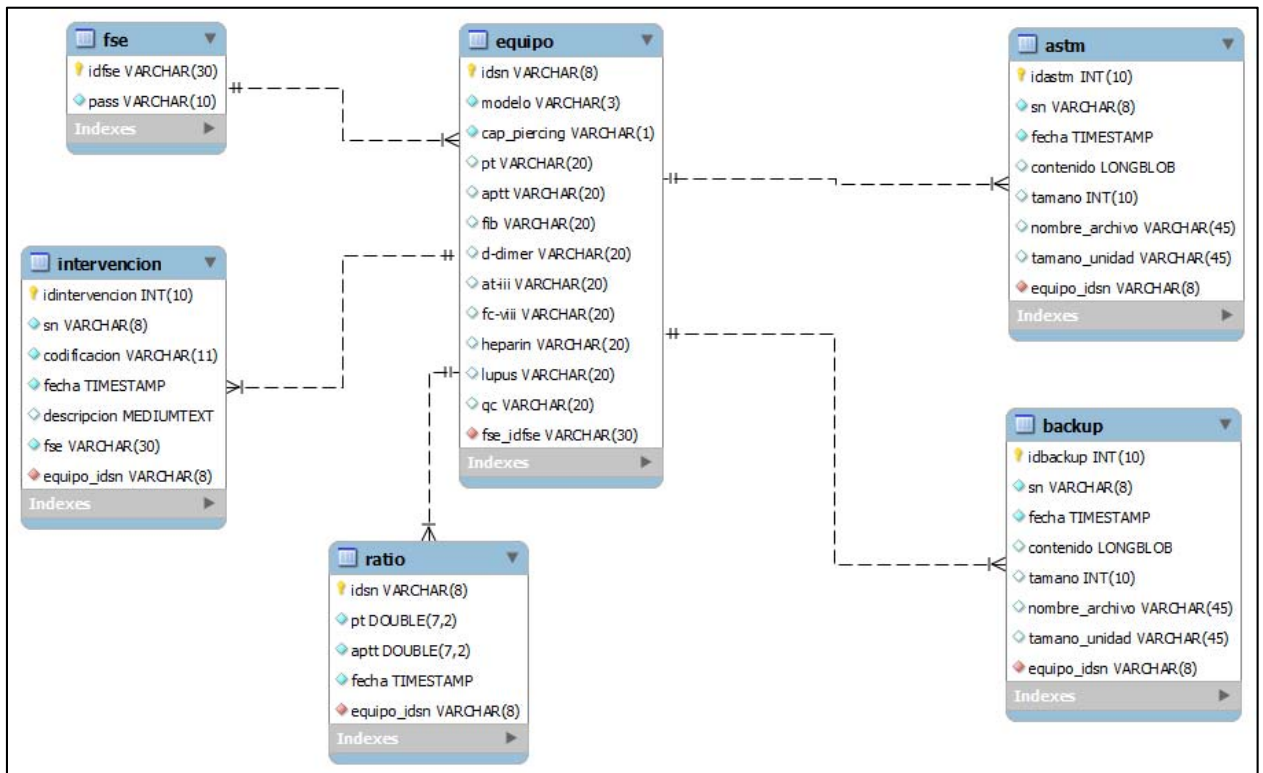 fse
idfse VARCHAR(30)
pass VARCHAR(10)
Indexes
equipo
idsn VARCHAR(8)
modelo VARCHAR(3)
cap_piercing VARCHAR(1)
pt VARCHAR(20)
aptt VARCHAR(20)
fib VARCHAR(20)
d-dimer VARCHAR(20)
at-iii VARCHAR(20)
fc-viii VARCHAR(20)
heparin VARCHAR(20)
lupus VARCHAR(20)
qc VARCHAR(20)
fse_idfse VARCHAR(30)
Indexes
astm
idastm INT(10)
sn VARCHAR(8)
fecha TIMESTAMP
contenido LONGBLOB
tamano INT(10)
nombre_archivo VARCHAR(45)
tamano_unidad VARCHAR(45)
equipo_idsn VARCHAR(8)
Indexes
intervencion
idintervencion INT(10)
sn VARCHAR(8)
codificacion VARCHAR(11)
fecha TIMESTAMP
descripcion MEDIUMTEXT
fse VARCHAR(30)
equipo_idsn VARCHAR(8)
Indexes
backup
idbackup INT(10)
sn VARCHAR(8)
fecha TIMESTAMP
contenido LONGBLOB
tamano INT(10)
nombre_archivo VARCHAR(45)
tamano_unidad VARCHAR(45)
equipo_idsn VARCHAR(8)
Indexes
ratio
idsn VARCHAR(8)
pt DOUBLE(7,2)
aptt DOUBLE(7,2)
fecha TIMESTAMP
equipo_idsn VARCHAR(8)
Indexes